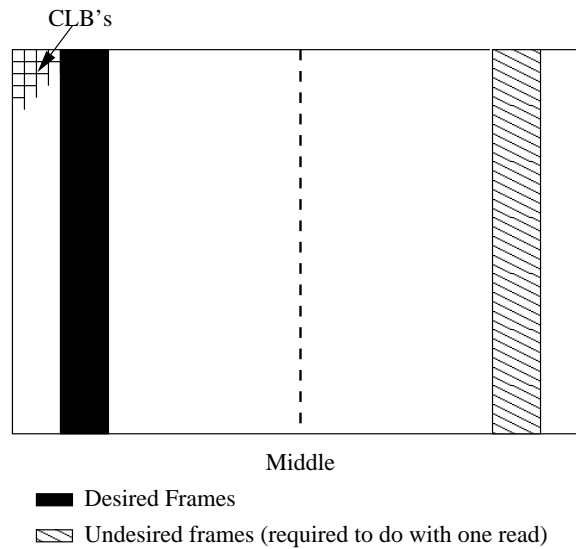 CLB's
Middle
Desired Frames
Undesired frames (required to do with one read)